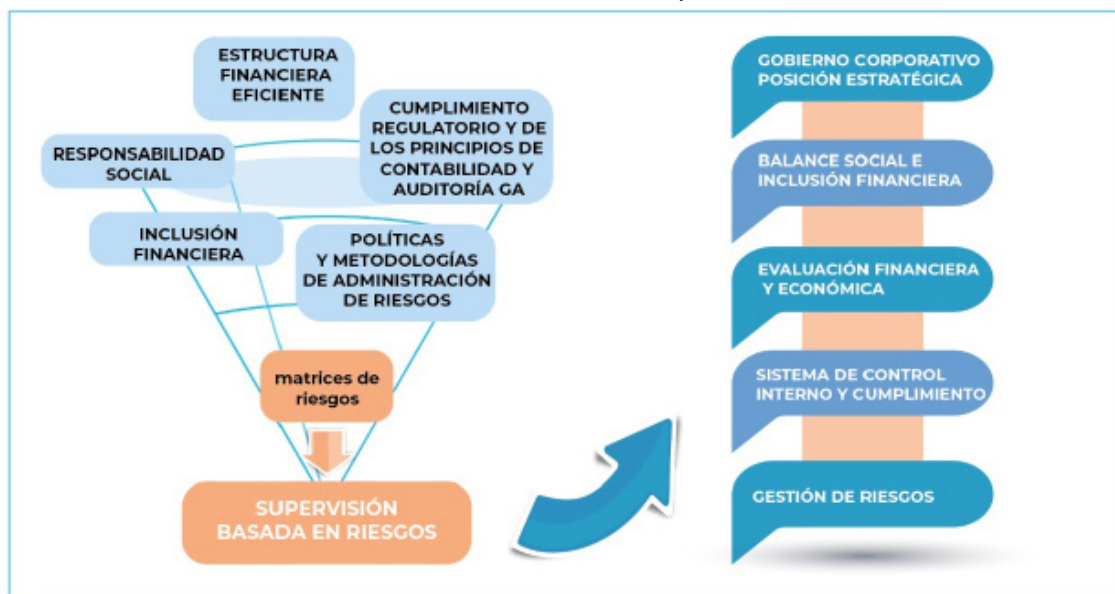 ESTRUCTURA
FINANCIERA
EFICIENTE
CUMPLIMIENTO
REGULATORIO Y DE
LOS PRINCIPIOS DE
CONTABILIDAD Y
AUDITORÍA GA
RESPONSABILIDAD
SOCIAL
INCLUSIÓN
FINANCIERA
POLÍTICAS
Y METODOLOGÍAS
DE ADMINISTRACIÓN
DE RIESGOS
matrices de
riesgos
SUPERVISIÓN
BASADA EN RIESGOS
GOBIERNO CORPORATIVO
POSICIÓN ESTRATÉGICA
BALANCE SOCIAL E
INCLUSIÓN FINANCIERA
EVALUACIÓN FINANCIERA
Y ECONÓMICA
SISTEMA DE CONTROL
INTERNO Y CUMPLIMIENTO
GESTIÓN DE RIESGOS